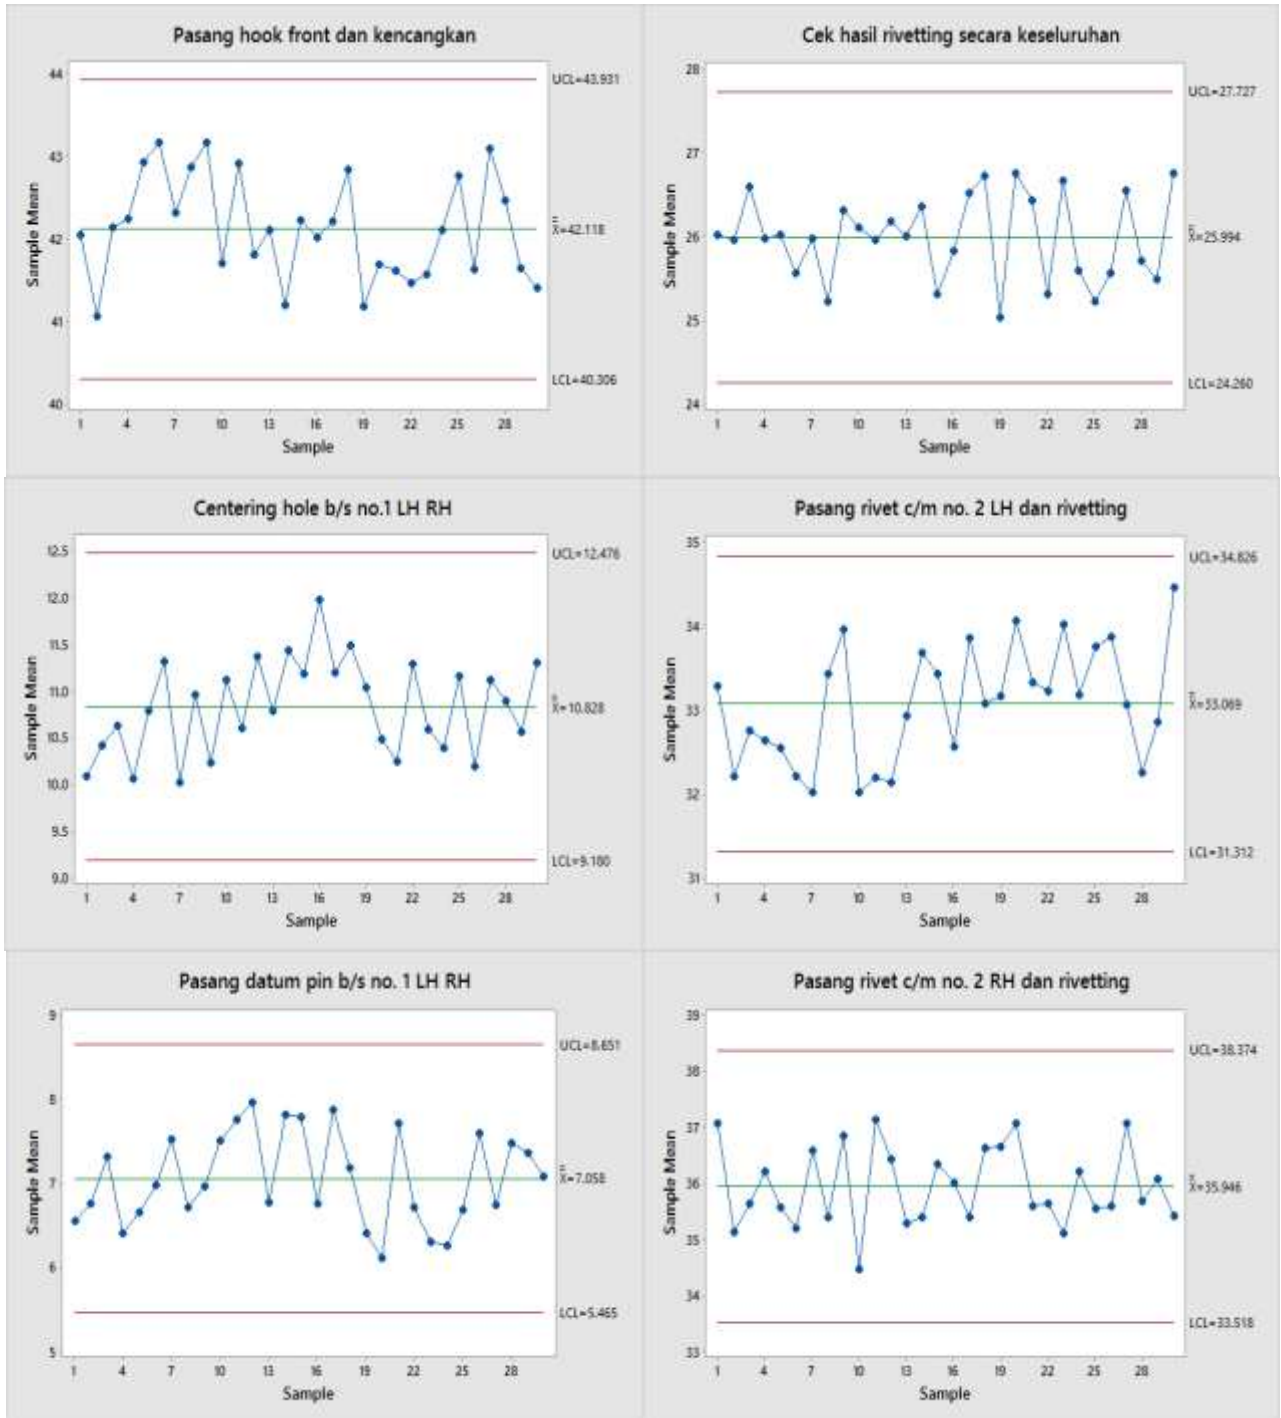 Pasang hook front dan kencangkan
44
43
42
41
40
Sample Mean
UCL=43.931
X=42.118
LCL=40.306
1 4 7 10 13 16 19 22 25 28
Sample
Cek hasil rivetting secara keseluruhan
28
27
26
25
24
Sample Mean
UCL=27.727
X=25.994
LCL=24.260
1 4 7 10 13 16 19 22 25 28
Sample
Centering hole b/s no.1 LH RH
12.5
12.0
11.5
11.0
10.5
10.0
9.5
9.0
Sample Mean
UCL=12.476
X=10.828
LCL=9.180
1 4 7 10 13 16 19 22 25 28
Sample
Pasang rivet c/m no. 2 LH dan rivetting
35
34
33
32
31
Sample Mean
UCL=34.826
X=33.069
LCL=31.312
1 4 7 10 13 16 19 22 25 28
Sample
Pasang datum pin b/s no. 1 LH RH
9
8
7
6
5
Sample Mean
UCL=8.651
X=7.058
LCL=5.465
1 4 7 10 13 16 19 22 25 28
Sample
Pasang rivet c/m no. 2 RH dan rivetting
39
38
37
36
35
34
33
Sample Mean
UCL=38.374
X=35.946
LCL=33.518
1 4 7 10 13 16 19 22 25 28
Sample